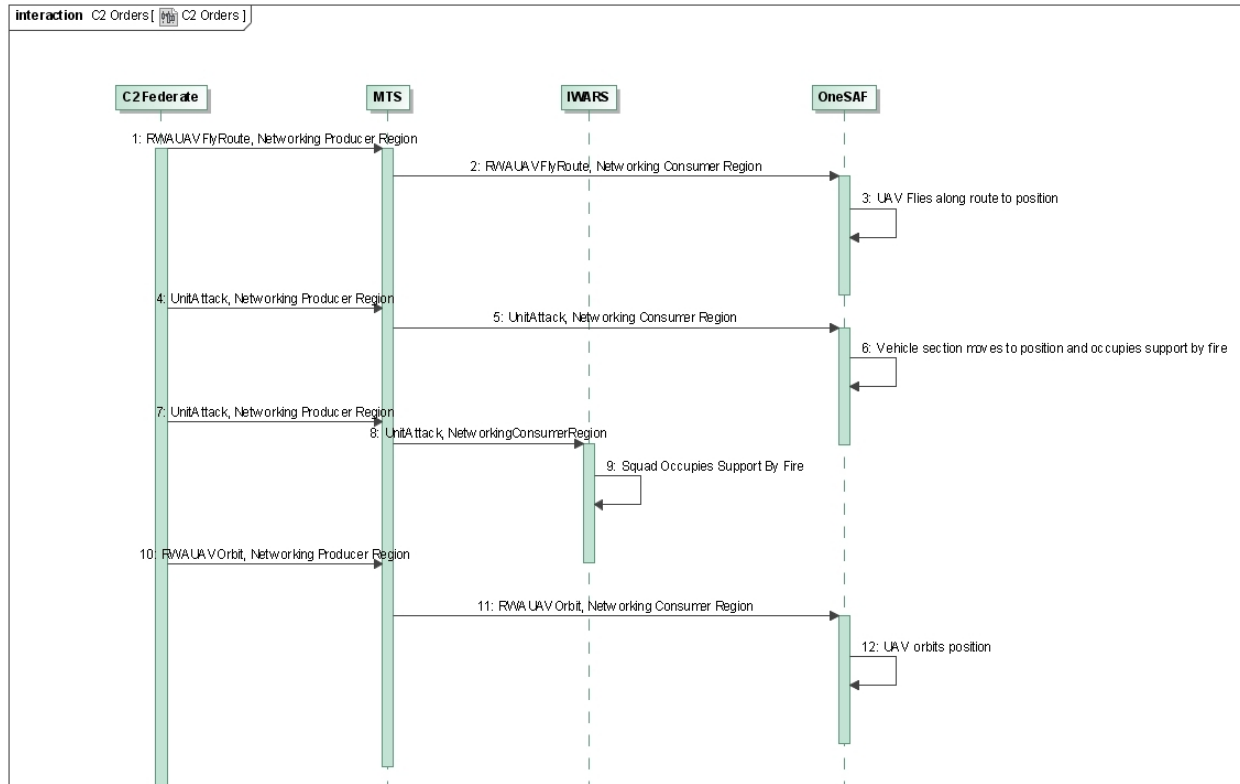 interaction C2 Orders [ C2 Orders ]
C2Federate MTS IWARS OneSAF
1: RWAUAVFlyRoute, Networking Producer Region
2: RWAUAVFlyRoute, Networking Consumer Region
3: UAV Flies along route to position
4: UnitAttack, Networking Producer Region
5: UnitAttack, Networking Consumer Region
6: Vehicle section moves to position and occupies support by fire
7: UnitAttack, Networking Producer Region
8: UnitAttack, NetworkingConsumerRegion
9: Squad Occupies Support By Fire
10: RWAUAVOrbit, Networking Producer Region
11: RWAUAVOrbit, Networking Consumer Region
12: UAV orbits position